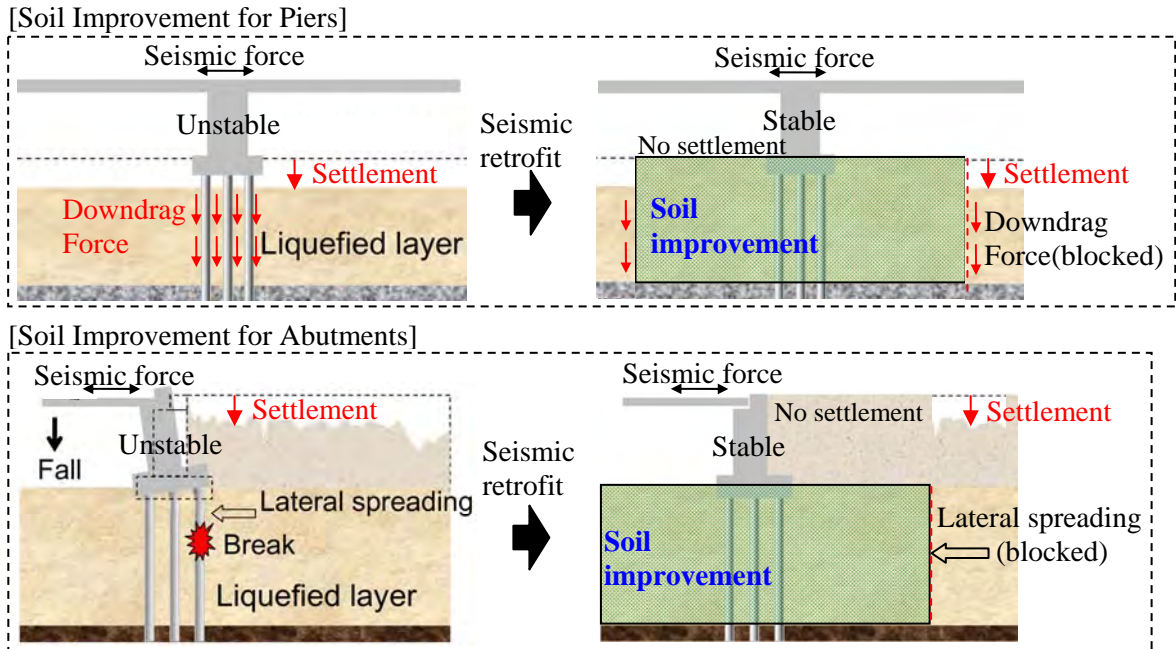 [Soil Improvement for Piers]
Seismic force
Unstable
Settlement
Downdrag
Force
Liquefied layer
Seismic
retrofit
Seismic force
Stable
No settlement
Settlement
Soil
improvement
Downdrag
Force(blocked)
[Soil Improvement for Abutments]
Seismic force
Settlement
Unstable
Fall
Lateral spreading
Break
Liquefied layer
Seismic
retrofit
Seismic force
No settlement
Settlement
Stable
Soil
improvement
Lateral spreading
(blocked)